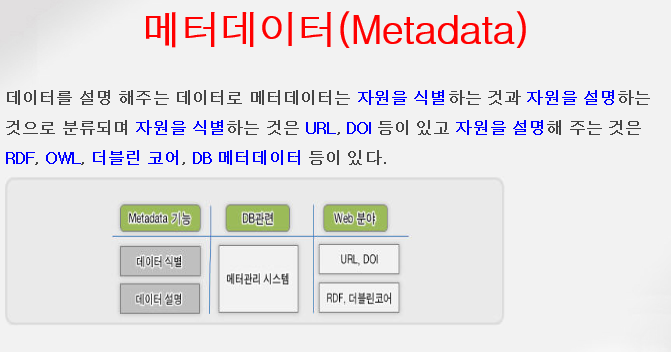 메터데이터(Metadata)
데이터를 설명 해주는 데이터로 메터데이터는 자원을 식별하는 것과 자원을 설명하는
것으로 분류되며 자원을 식별하는 것은 URL, DOI 등이 있고 자원을 설명해 주는 것은
RDF, OWL, 더블린 코어, DB 메터데이터 등이 있다.
Metadata 기능 DB관련 Web 분야
데이터 식별 메터관리 시스템 URL, DOI
데이터 설명 RDF, 더블린코어